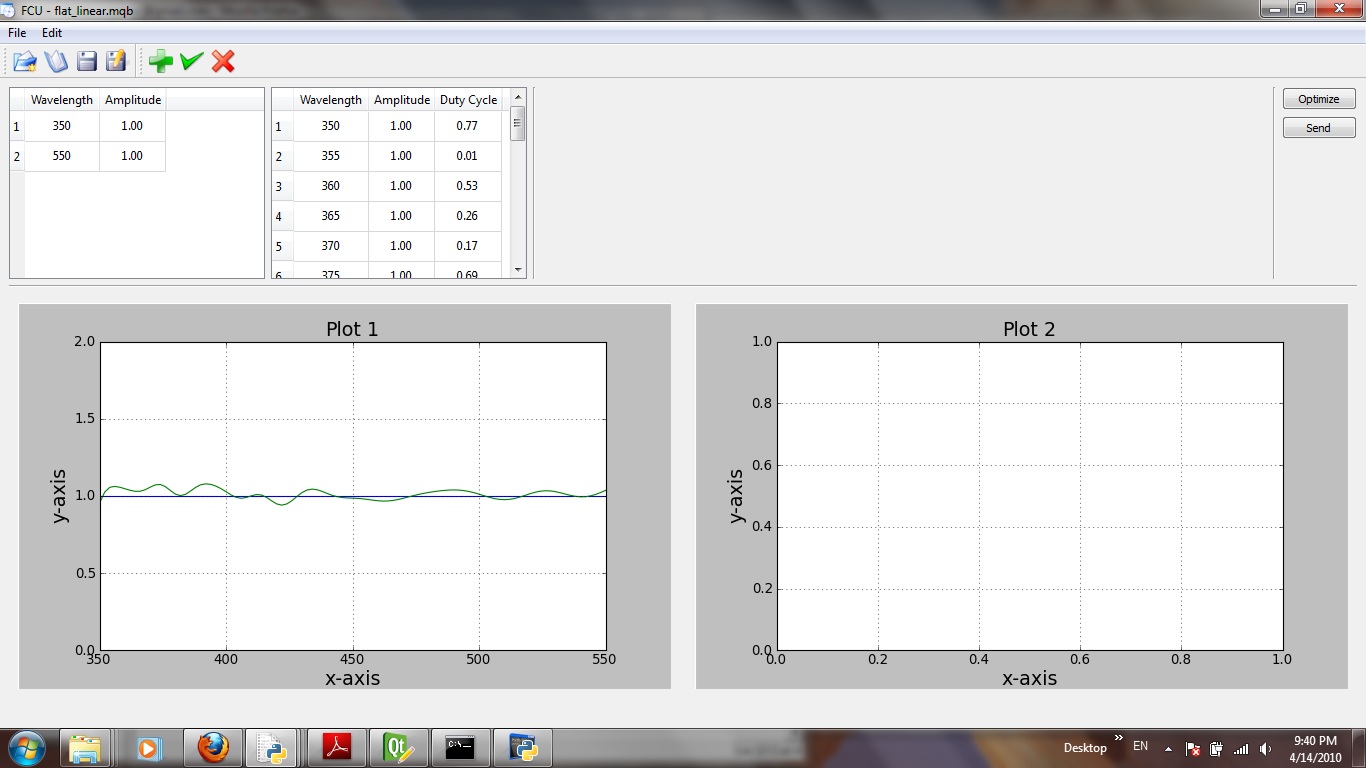 FCU - flat_linear.mqb
File Edit
Wavelength Amplitude
1 350 1.00
2 550 1.00
Wavelength Amplitude Duty Cycle
1 350 1.00 0.77
2 355 1.00 0.01
3 360 1.00 0.53
4 365 1.00 0.26
5 370 1.00 0.17
6 375 1.00 0.69
Optimize
Send
Plot 1
2.0
1.5
1.0
0.5
0.0
y-axis
350 400 450 500 550
x-axis
Plot 2
1.0
0.8
0.6
0.4
0.2
0.0
y-axis
0.0 0.2 0.4 0.6 0.8 1.0
x-axis
Qt
C:\.
Desktop » EN
9:40 PM
4/14/2010